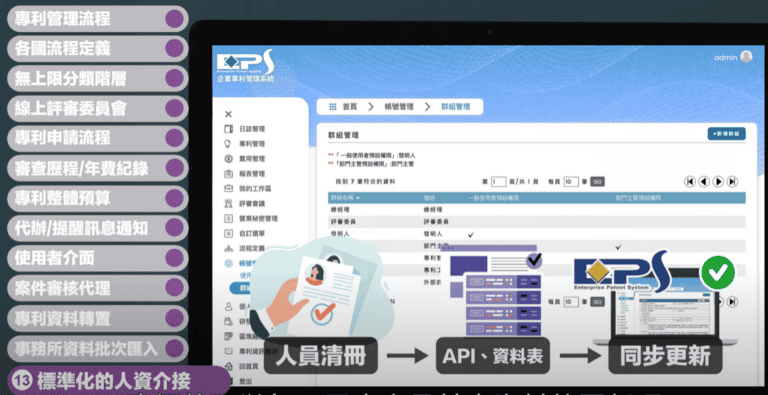 專利管理流程
各國流程定義
無上限分類階層
線上評審委員會
專利申請流程
審查歷程/年費紀錄
專利整體預算
代辦/提醒訊息通知
使用者介面
案件審核代理
專利資料轉置
事務所資料批次匯入
⑬ 標準化的人資介接
EPS
Enterprise Patent System
企業專利管理系統
admin
首頁 > 帳號管理 > 群組管理
日誌管理
專利管理
費用管理
報表管理
我的工作區
評審會議
營業秘密管理
自訂選單
流程定義
回首頁
登出
群組管理
+新增群組
**「一般使用者預設權限」:發明人
**「部門主管預設權限」:部門主管
找到 7 筆符合的資料
第 1 頁/共 1 頁 每頁 10 筆 GO
群組名稱 描述 一般使用者預設權限 部門主管預設權限
總經理 總經理
評審委員 評審委員
發明人 發明人 ✓
每頁 10 筆 GO
EPS
Enterprise Patent System
人員清冊 → API、資料表 → 同步更新